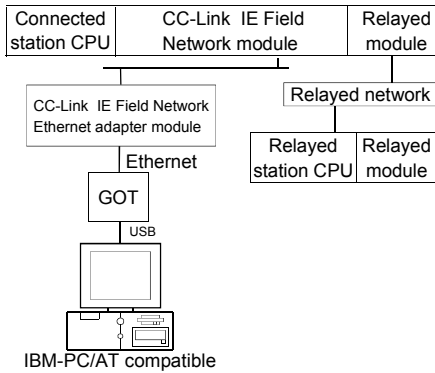 Connected
station CPU
CC-Link IE Field
Network module
Relayed
module
CC-Link IE Field Network
Ethernet adapter module
Relayed network
Relayed
station CPU
Relayed
module
Ethernet
GOT
USB
IBM-PC/AT compatible